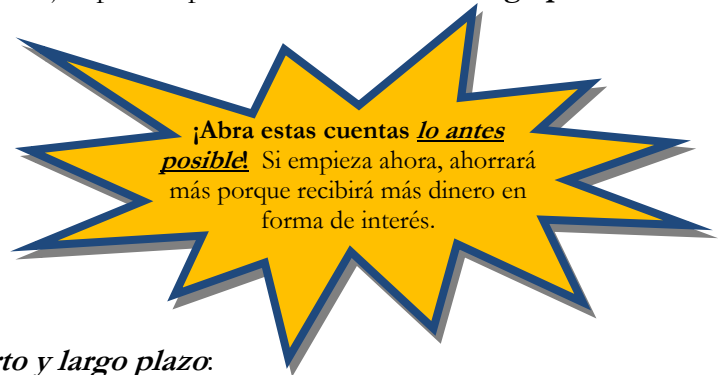 ¡Abra estas cuentas lo antes
posible! Si empieza ahora, ahorrará
más porque recibirá más dinero en
forma de interés.
y largo plazo: